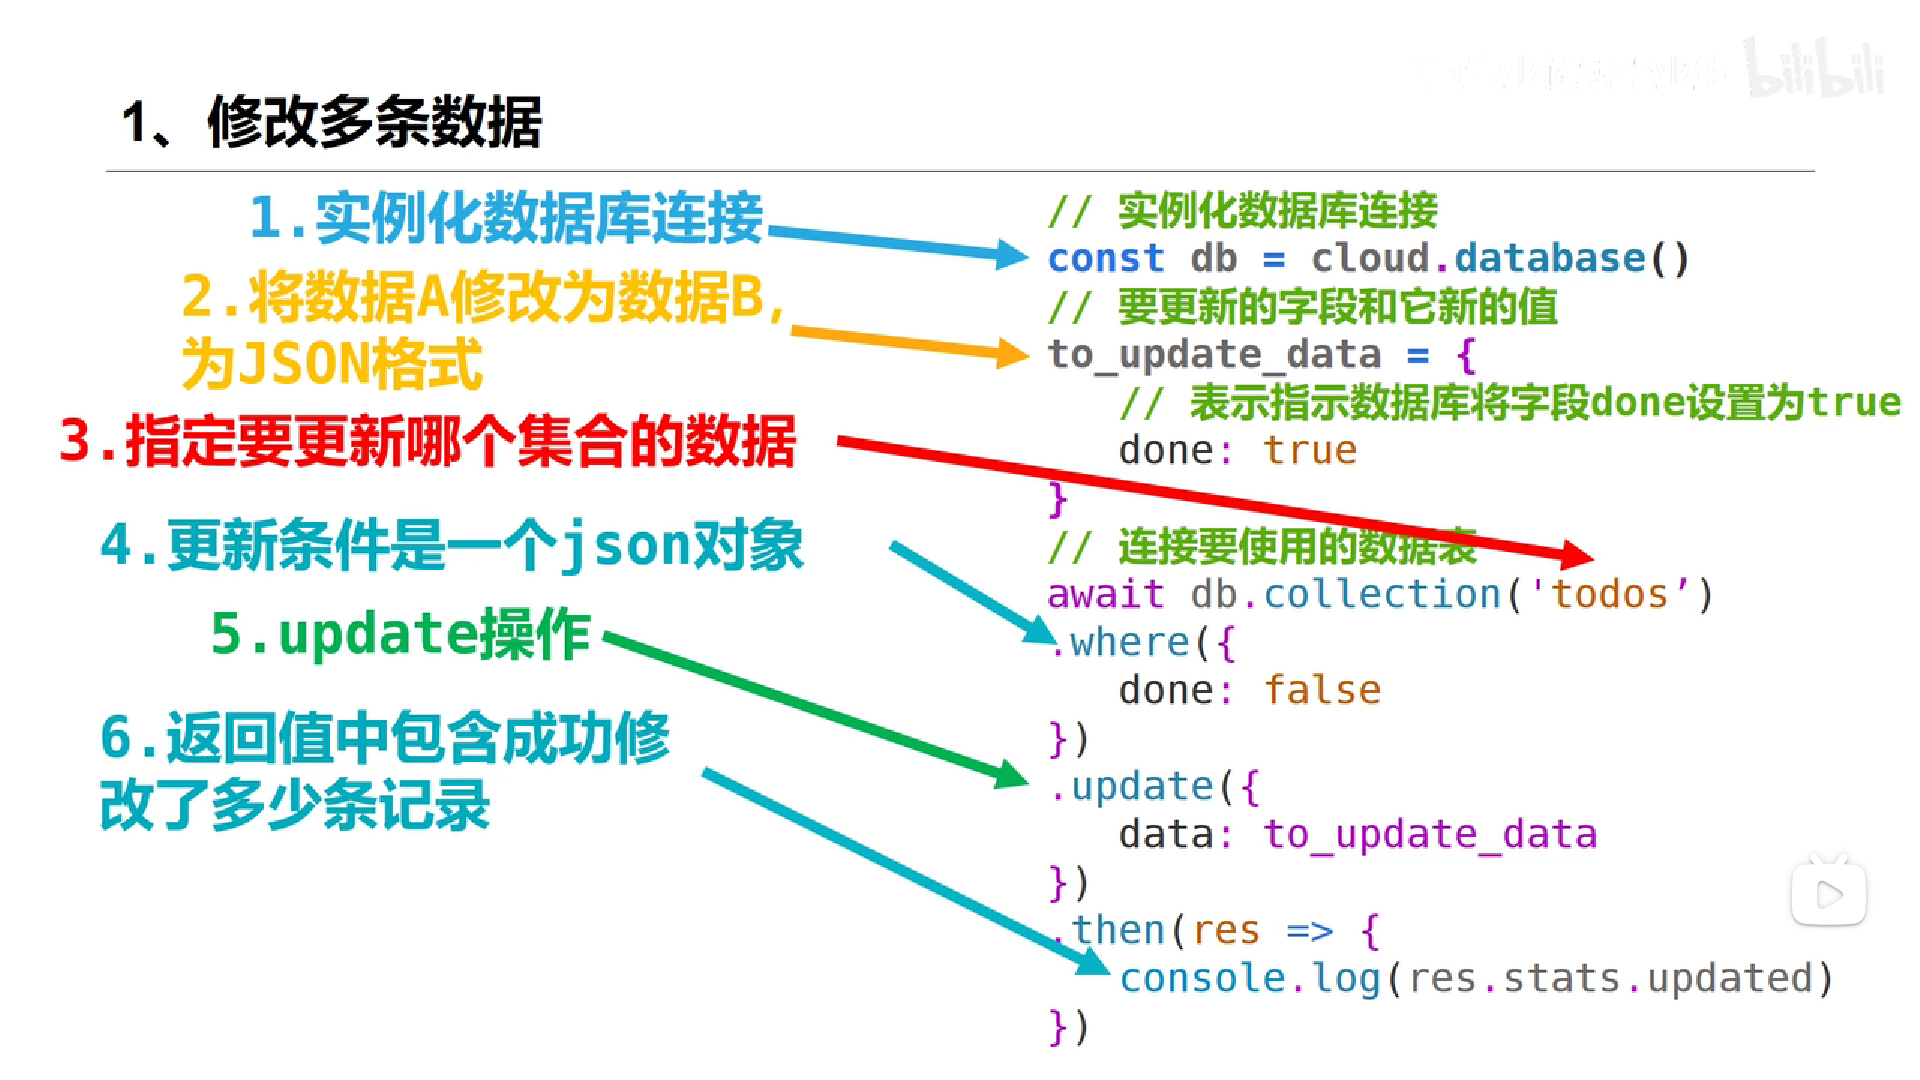 bilibili
1、修改多条数据
1.实例化数据库连接
2.将数据A修改为数据B,
为JSON格式
3.指定要更新哪个集合的数据
4.更新条件是一个json对象
5.update操作
6.返回值中包含成功修
改了多少条记录
// 实例化数据库连接
const db = cloud.database()
// 要更新的字段和它新的值
to_update_data = {
// 表示指示数据库将字段done设置为true
done: true
}
// 连接要使用的数据表
await db.collection('todos’)
.where({
done: false
})
.update({
data: to_update_data
})
.then(res => {
console.log(res.stats.updated)
})